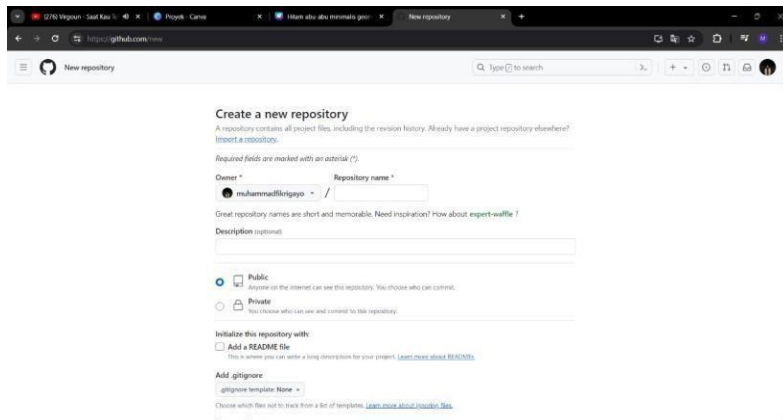 (276) Virgoun - Saat Kau T
Proyek - Canva
Hitam abu abu minimalis geom
New repository
https://github.com/new
New repository
Type / to search
Create a new repository
A repository contains all project files, including the revision history. Already have a project repository elsewhere?
Import a repository.
Required fields are marked with an asterisk (*).
Owner * Repository name *
muhammadfikrigayo /
Great repository names are short and memorable. Need inspiration? How about expert-waffle ?
Description (optional)
Public
Anyone on the internet can see this repository. You choose who can commit.
Private
You choose who can see and commit to this repository.
Initialize this repository with:
Add a README file
This is where you can write a long description for your project. Learn more about READMEs.
Add .gitignore
.gitignore template: None
Choose which files not to track from a list of templates. Learn more about ignoring files.